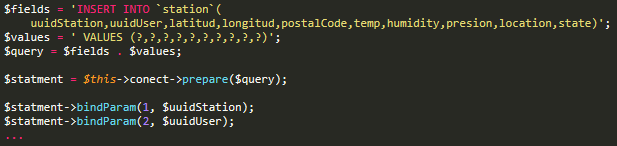 $fields = 'INSERT INTO `station`(
uuidStation,uuidUser,latitud,longitud,postalCode,temp,humidity,presion,location,state)';
$values = ' VALUES (?,?,?,?,?,?,?,?,?,?)';
$query = $fields . $values;
$statment = $this->conect->prepare($query);
$statment->bindParam(1, $uuidStation);
$statment->bindParam(2, $uuidUser);
...